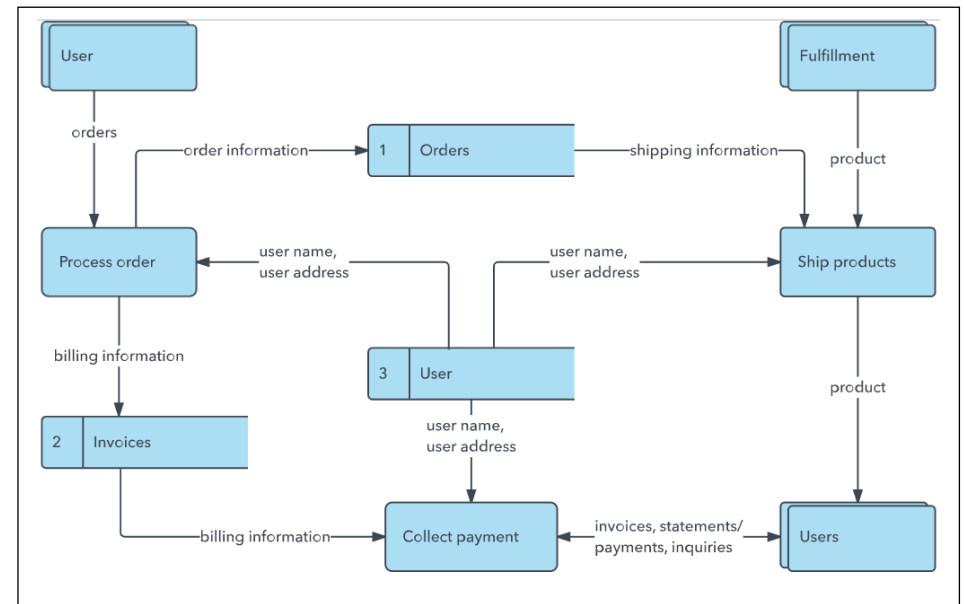 User
Fulfillment
orders
order information
1
Orders
shipping information
product
Process order
user name,
user address
user name,
user address
Ship products
billing information
3
User
product
2
Invoices
user name,
user address
billing information
Collect payment
invoices, statements/
payments, inquiries
Users